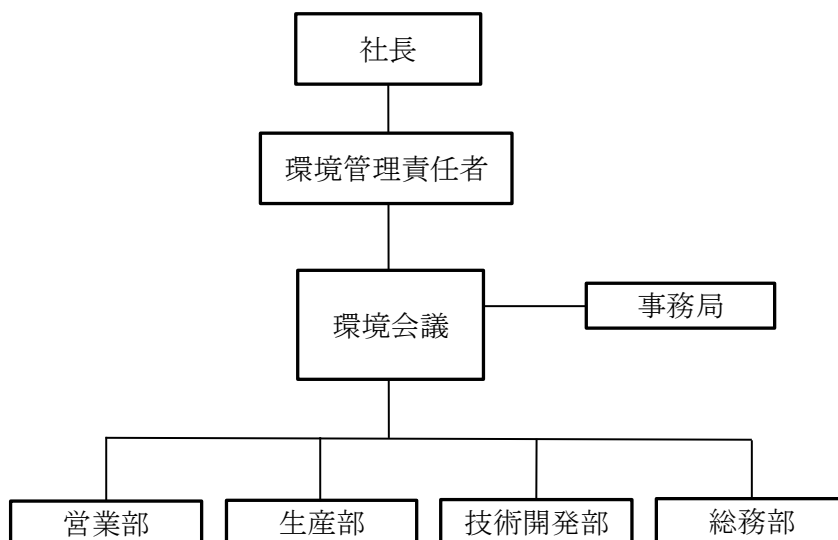 社長
環境管理責任者
環境会議
事務局
営業部
生産部
技術開発部
総務部